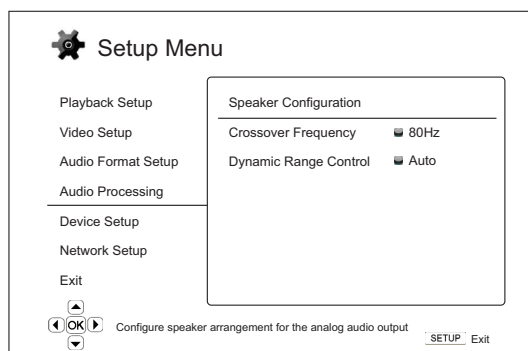 Setup Menu
Playback Setup
Video Setup
Audio Format Setup
Audio Processing
Device Setup
Network Setup
Exit
Speaker Configuration
Crossover Frequency 80Hz
Dynamic Range Control Auto
OK
Configure speaker arrangement for the analog audio output
SETUP Exit